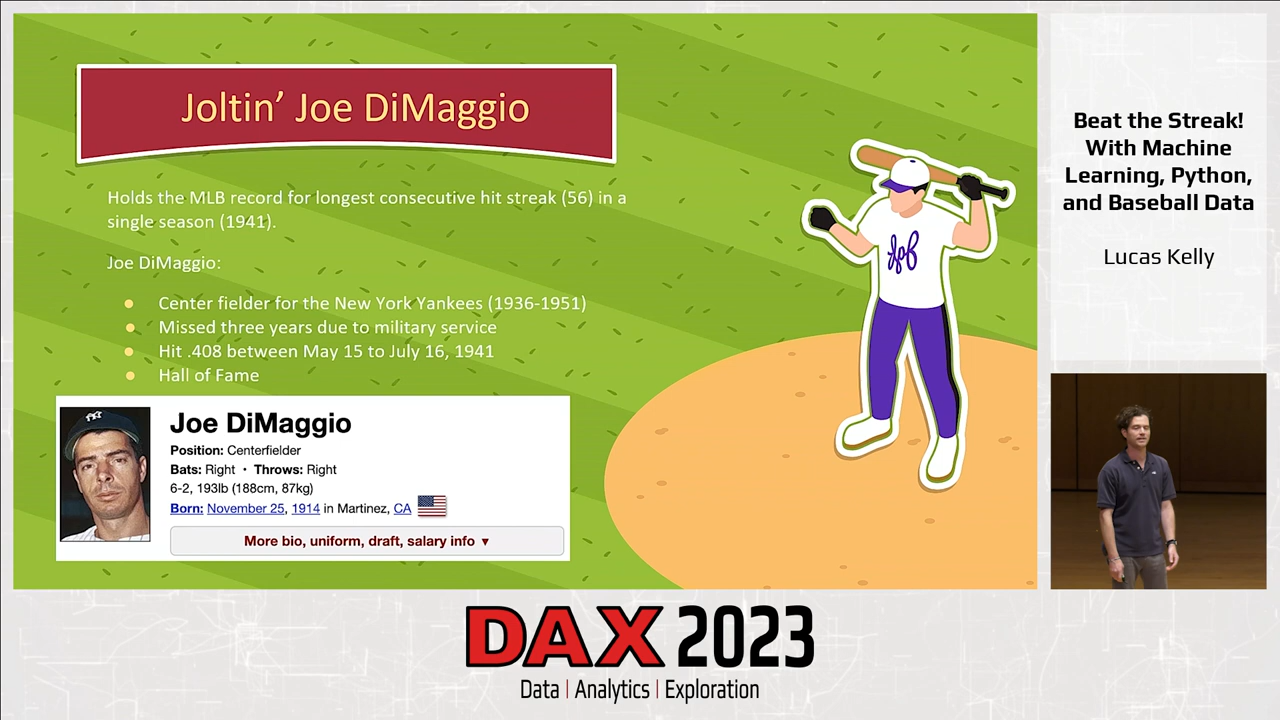 Joltin' Joe DiMaggio
Holds the MLB record for longest consecutive hit streak (56) in a
single season (1941).
Joe DiMaggio:
● Center fielder for the New York Yankees (1936-1951)
● Missed three years due to military service
● Hit .408 between May 15 to July 16, 1941
● Hall of Fame
Joe DiMaggio
Position: Centerfielder
Bats: Right • Throws: Right
6-2, 193lb (188cm, 87kg)
Born: November 25, 1914 in Martinez, CA
More bio, uniform, draft, salary info ▼
Beat the Streak!
With Machine
Learning, Python,
and Baseball Data
Lucas Kelly
DAX 2023
Data | Analytics | Exploration